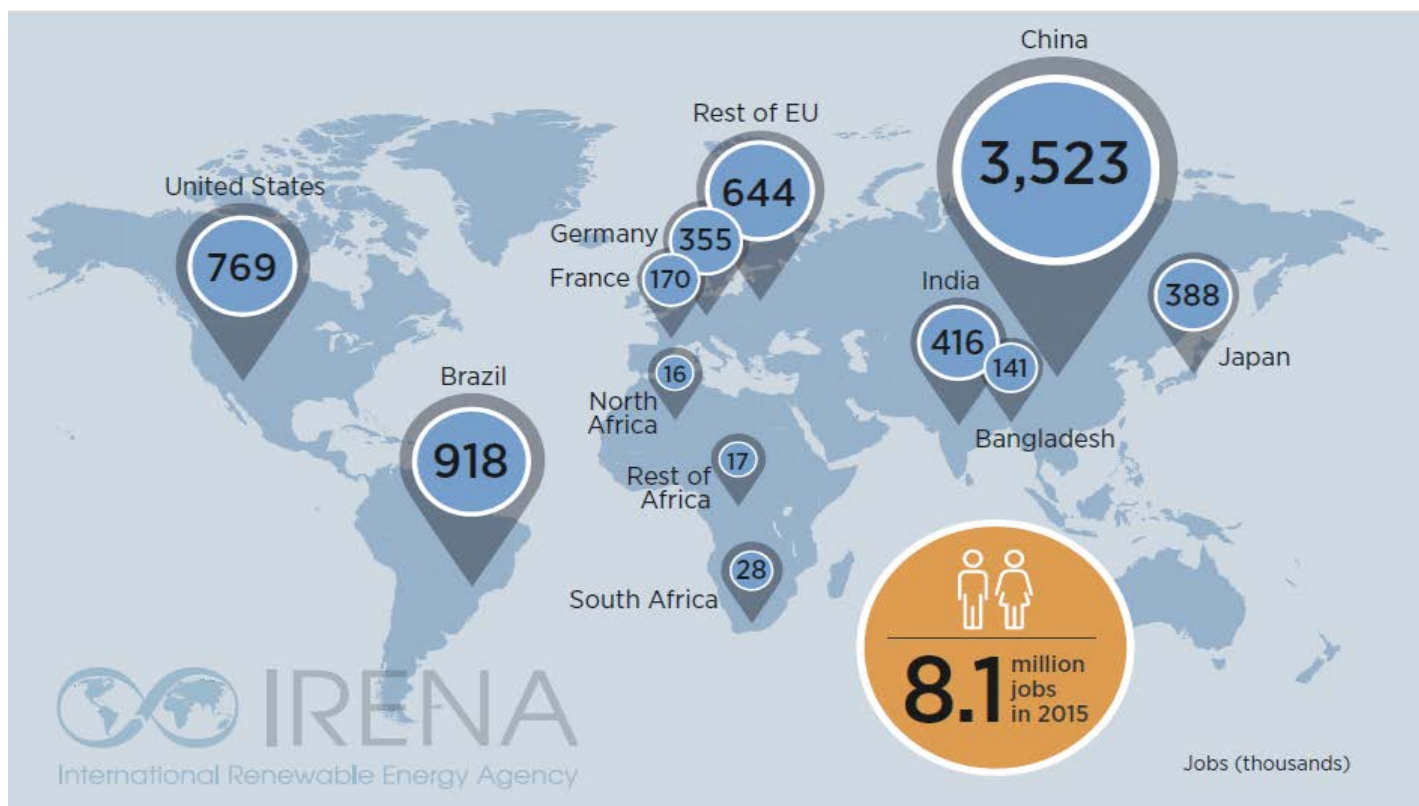 China
3,523
Rest of EU
644
United States
769
Germany
355
France
170
India
416
141
Bangladesh
388
Japan
16
North
Africa
Brazil
918
17
Rest of
Africa
28
South Africa
8.1
million
jobs
in 2015
IRENA
International Renewable Energy Agency
Jobs (thousands)